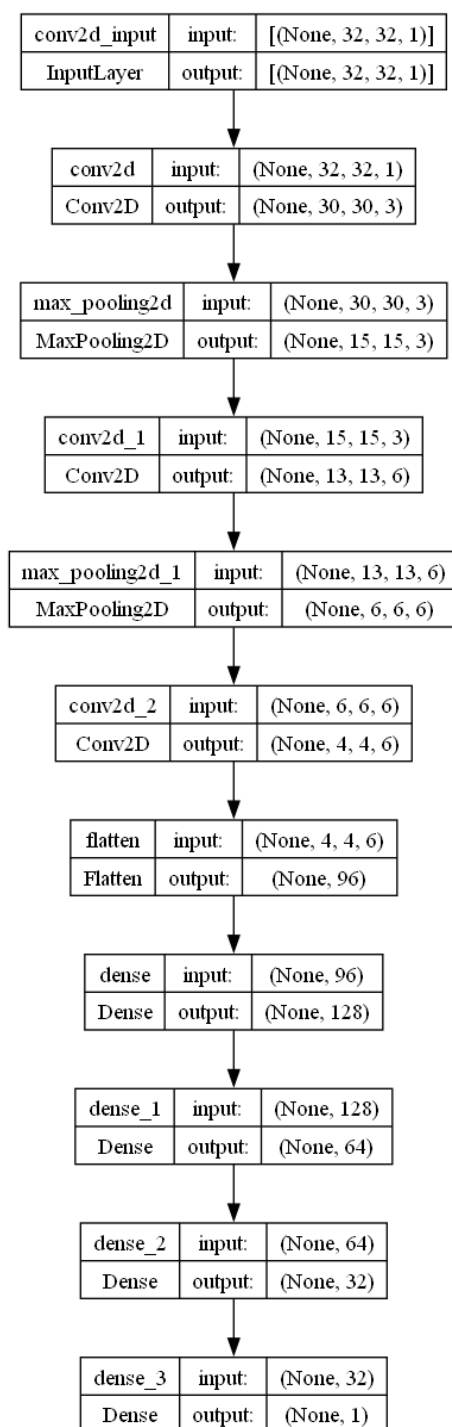 conv2d_input input: [(None, 32, 32, 1)]
InputLayer output: [(None, 32, 32, 1)]
conv2d input: (None, 32, 32, 1)
Conv2D output: (None, 30, 30, 3)
max_pooling2d input: (None, 30, 30, 3)
MaxPooling2D output: (None, 15, 15, 3)
conv2d_1 input: (None, 15, 15, 3)
Conv2D output: (None, 13, 13, 6)
max_pooling2d_1 input: (None, 13, 13, 6)
MaxPooling2D output: (None, 6, 6, 6)
conv2d_2 input: (None, 6, 6, 6)
Conv2D output: (None, 4, 4, 6)
flatten input: (None, 4, 4, 6)
Flatten output: (None, 96)
dense input: (None, 96)
Dense output: (None, 128)
dense_1 input: (None, 128)
Dense output: (None, 64)
dense_2 input: (None, 64)
Dense output: (None, 32)
dense_3 input: (None, 32)
Dense output: (None, 1)